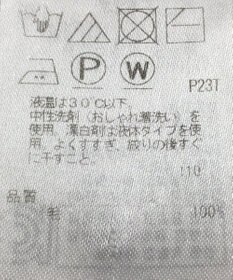 P W
P23T
液温は30℃以下。
中性洗剤（おしゃれ着洗い）を
使用。漂白剤は液体タイプを使
用。よくすすぎ、絞りの後すぐ
に干すこと。
110
品質
毛 100%